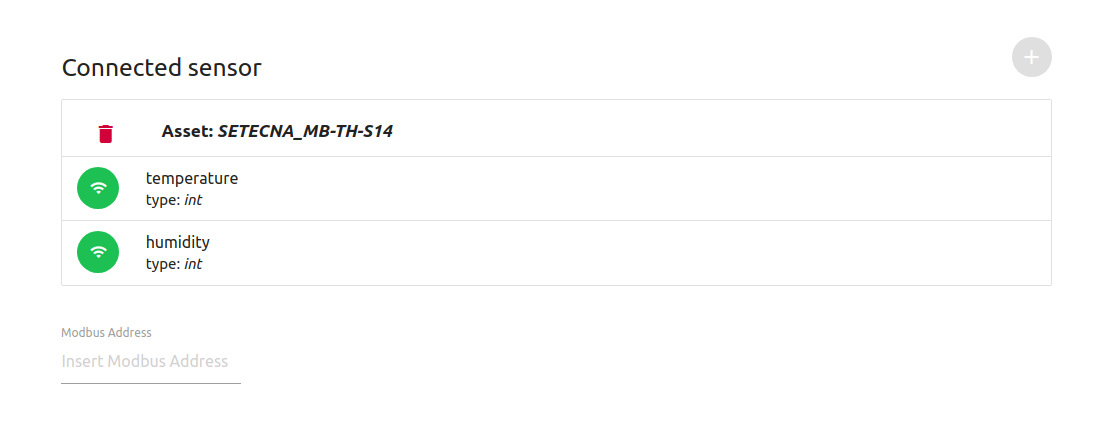 Connected sensor
Asset: SETECNA_MB-TH-S14
temperature
type: int
humidity
type: int
Modbus Address
Insert Modbus Address